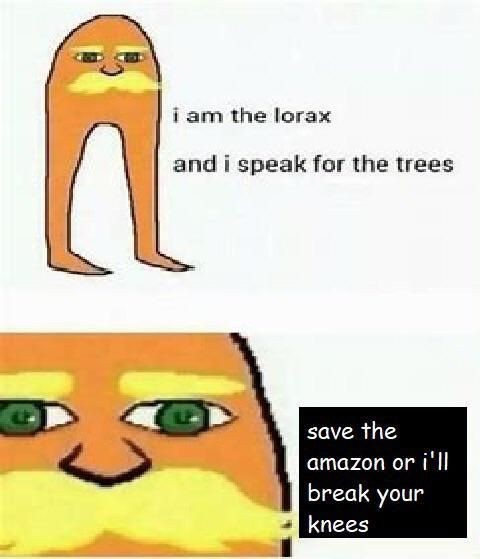 i am the lorax
and i speak for the trees
save the
amazon or i'll
break your
knees